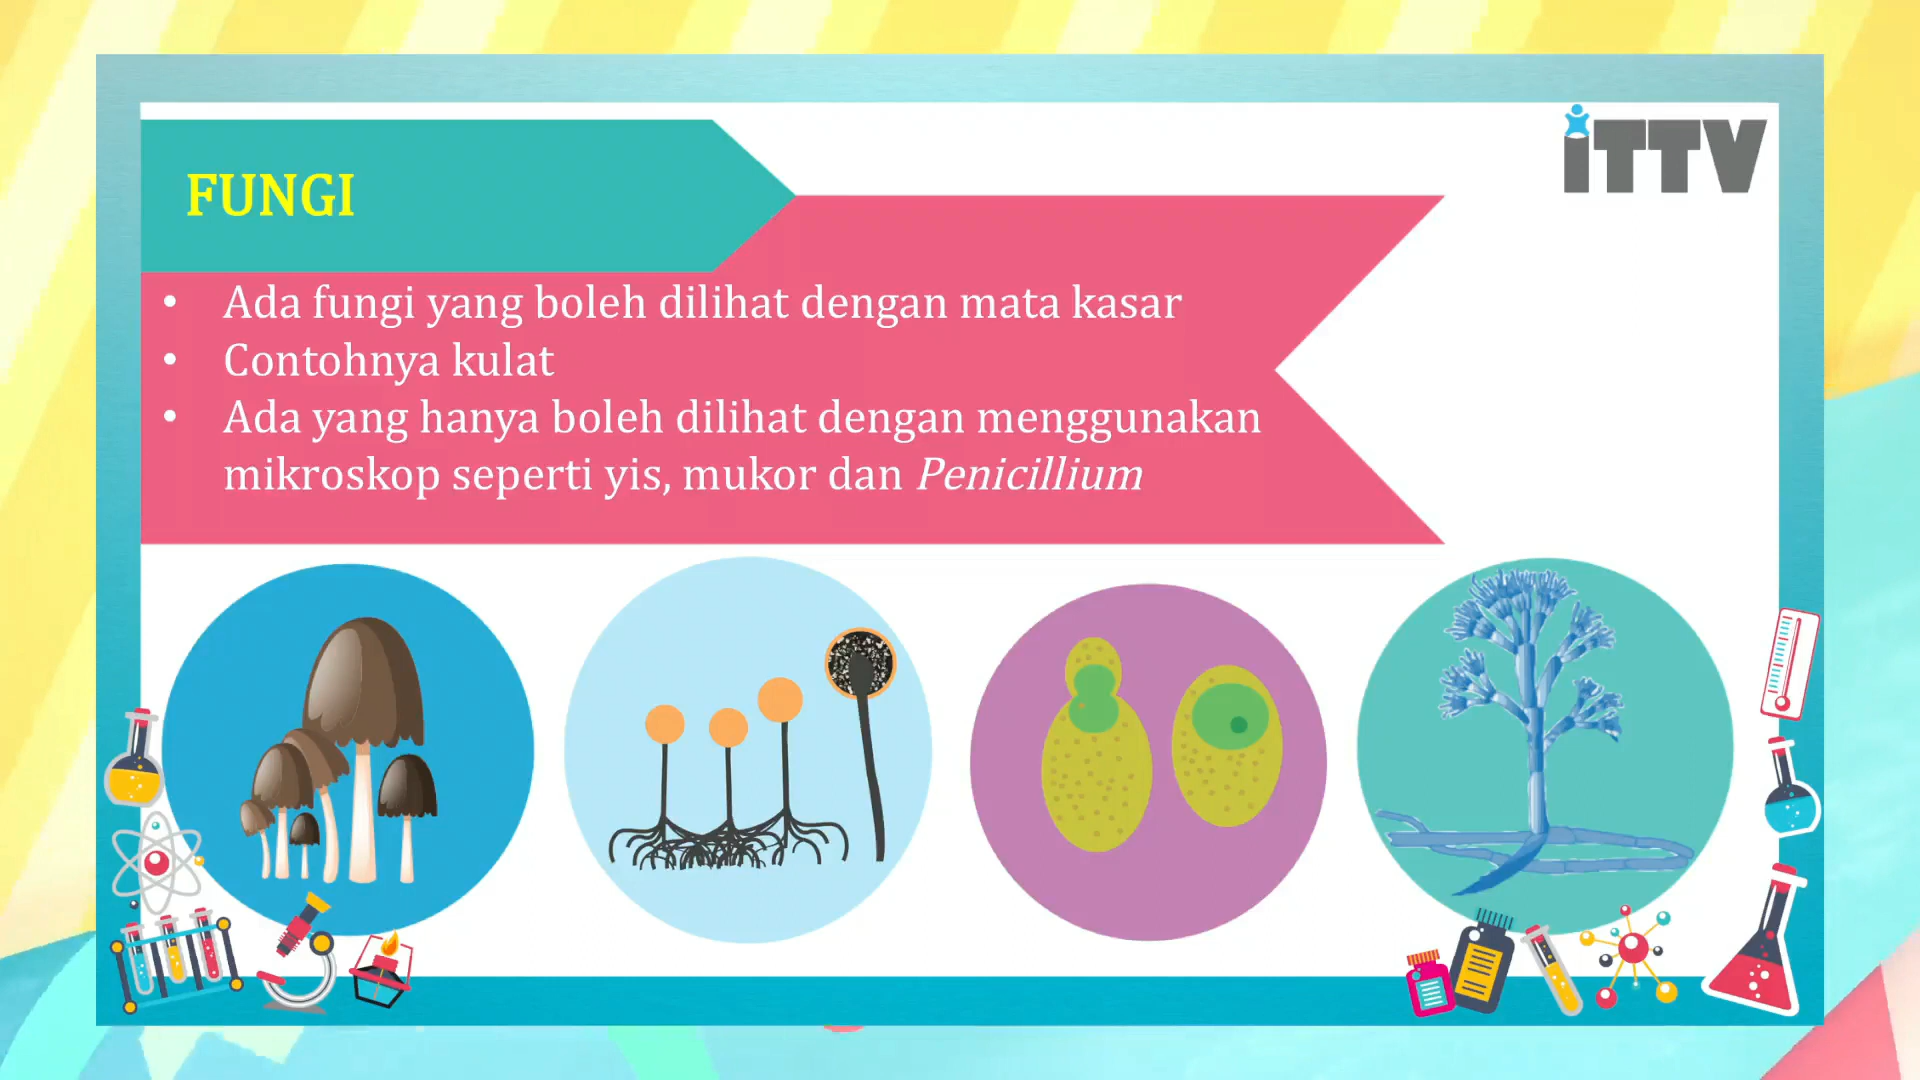 iTTV
FUNGI
• Ada fungi yang boleh dilihat dengan mata kasar
• Contohnya kulat
• Ada yang hanya boleh dilihat dengan menggunakan
mikroskop seperti yis, mukor dan Penicillium